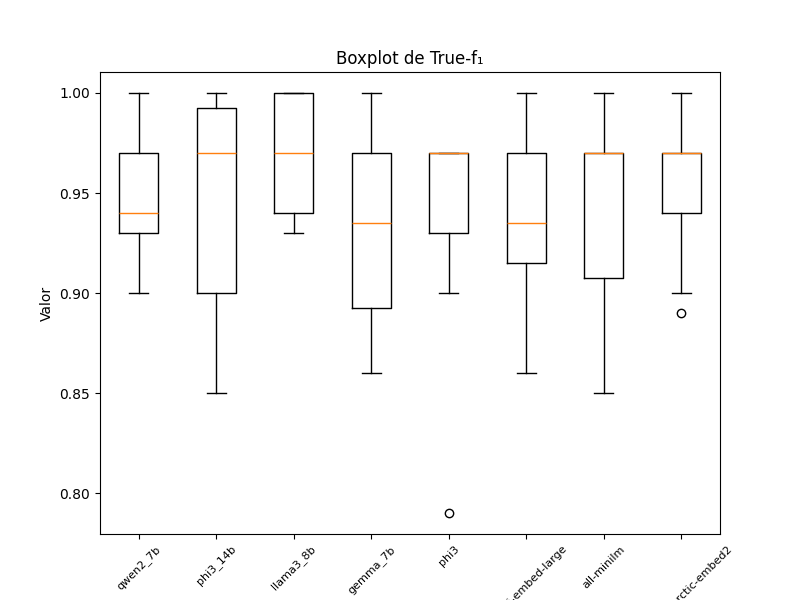 Boxplot de True-f₁
Valor
1.00
0.95
0.90
0.85
0.80
qwen2_7b
phi3_14b
llama3_8b
gemma_7b
phi3
-embed-large
all-minilm
rctic-embed2